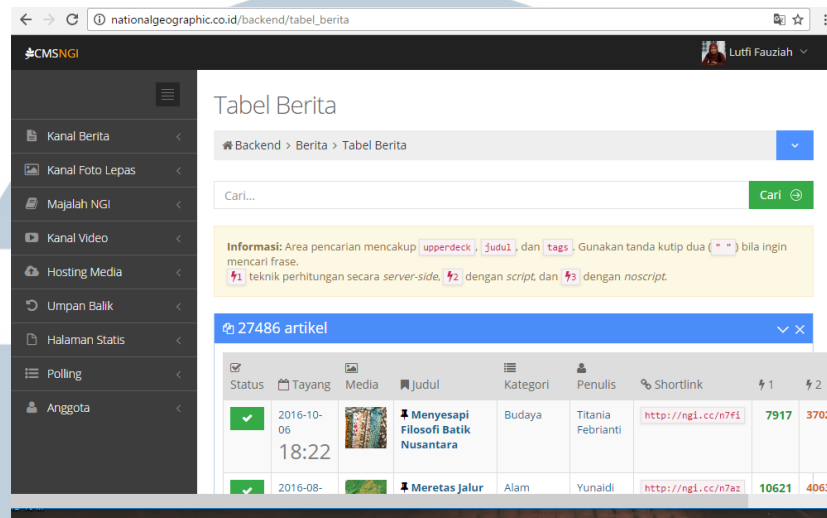 nationalgeographic.co.id/backend/tabel_berita
CMSNGI
Lutfi Fauziah
Tabel Berita
Kanal Berita
Backend > Berita > Tabel Berita
Kanal Foto Lepas
Majalah NGI
Cari...
Cari
Kanal Video
Hosting Media
Informasi: Area pencarian mencakup upperdeck, judul, dan tags. Gunakan tanda kutip dua (" ") bila ingin
mencari frase.
1 teknik perhitungan secara server-side, 2 dengan script, dan 3 dengan noscript.
Umpan Balik
Halaman Statis
27486 artikel
Polling
Anggota
Status Tayang Media Judul Kategori Penulis Shortlink 1 2
2016-10-
06
18:22
Menyesapi
Filosofi Batik
Nusantara
Budaya
Titania
Febrianti
http://ngi.cc/n7fi
7917
3702
2016-08-
Meretas Jalur
Alam
Yunaidi
http://ngi.cc/n7az
10621
4063